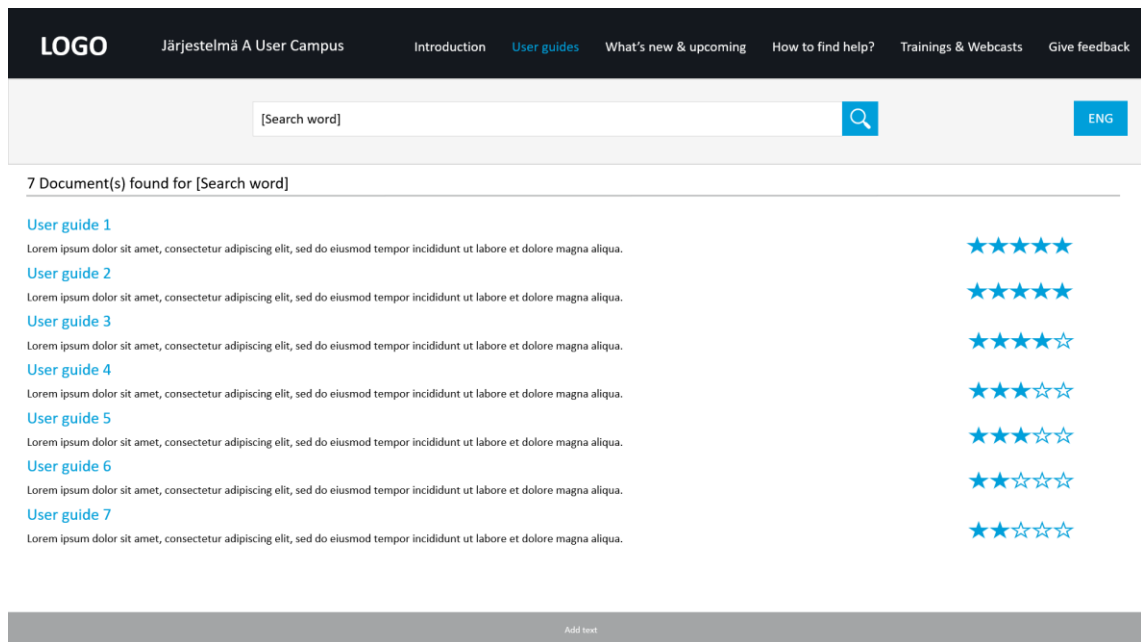 LOGO Järjestelmä A User Campus Introduction User guides What's new & upcoming How to find help? Trainings & Webcasts Give feedback
[Search word] ENG
7 Document(s) found for [Search word]
User guide 1
Lorem ipsum dolor sit amet, consectetur adipiscing elit, sed do eiusmod tempor incididunt ut labore et dolore magna aliqua.
User guide 2
Lorem ipsum dolor sit amet, consectetur adipiscing elit, sed do eiusmod tempor incididunt ut labore et dolore magna aliqua.
User guide 3
Lorem ipsum dolor sit amet, consectetur adipiscing elit, sed do eiusmod tempor incididunt ut labore et dolore magna aliqua.
User guide 4
Lorem ipsum dolor sit amet, consectetur adipiscing elit, sed do eiusmod tempor incididunt ut labore et dolore magna aliqua.
User guide 5
Lorem ipsum dolor sit amet, consectetur adipiscing elit, sed do eiusmod tempor incididunt ut labore et dolore magna aliqua.
User guide 6
Lorem ipsum dolor sit amet, consectetur adipiscing elit, sed do eiusmod tempor incididunt ut labore et dolore magna aliqua.
User guide 7
Lorem ipsum dolor sit amet, consectetur adipiscing elit, sed do eiusmod tempor incididunt ut labore et dolore magna aliqua.
Add text